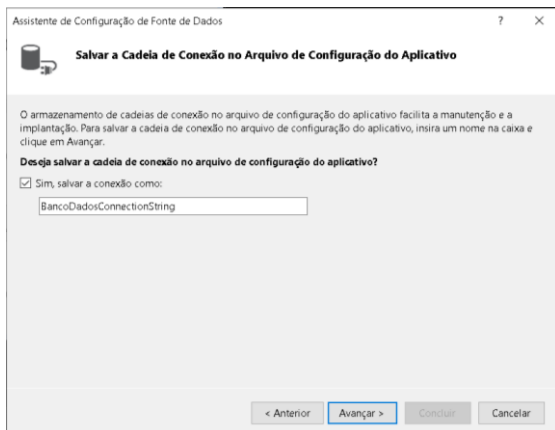 Assistente de Configuração de Fonte de Dados ? ×
Salvar a Cadeia de Conexão no Arquivo de Configuração do Aplicativo
O armazenamento de cadeias de conexão no arquivo de configuração do aplicativo facilita a manutenção e a
implantação. Para salvar a cadeia de conexão no arquivo de configuração do aplicativo, insira um nome na caixa e
clique em Avançar.
Deseja salvar a cadeia de conexão no arquivo de configuração do aplicativo?
Sim, salvar a conexão como:
BancoDadosConnectionString
< Anterior Avançar > Concluir Cancelar